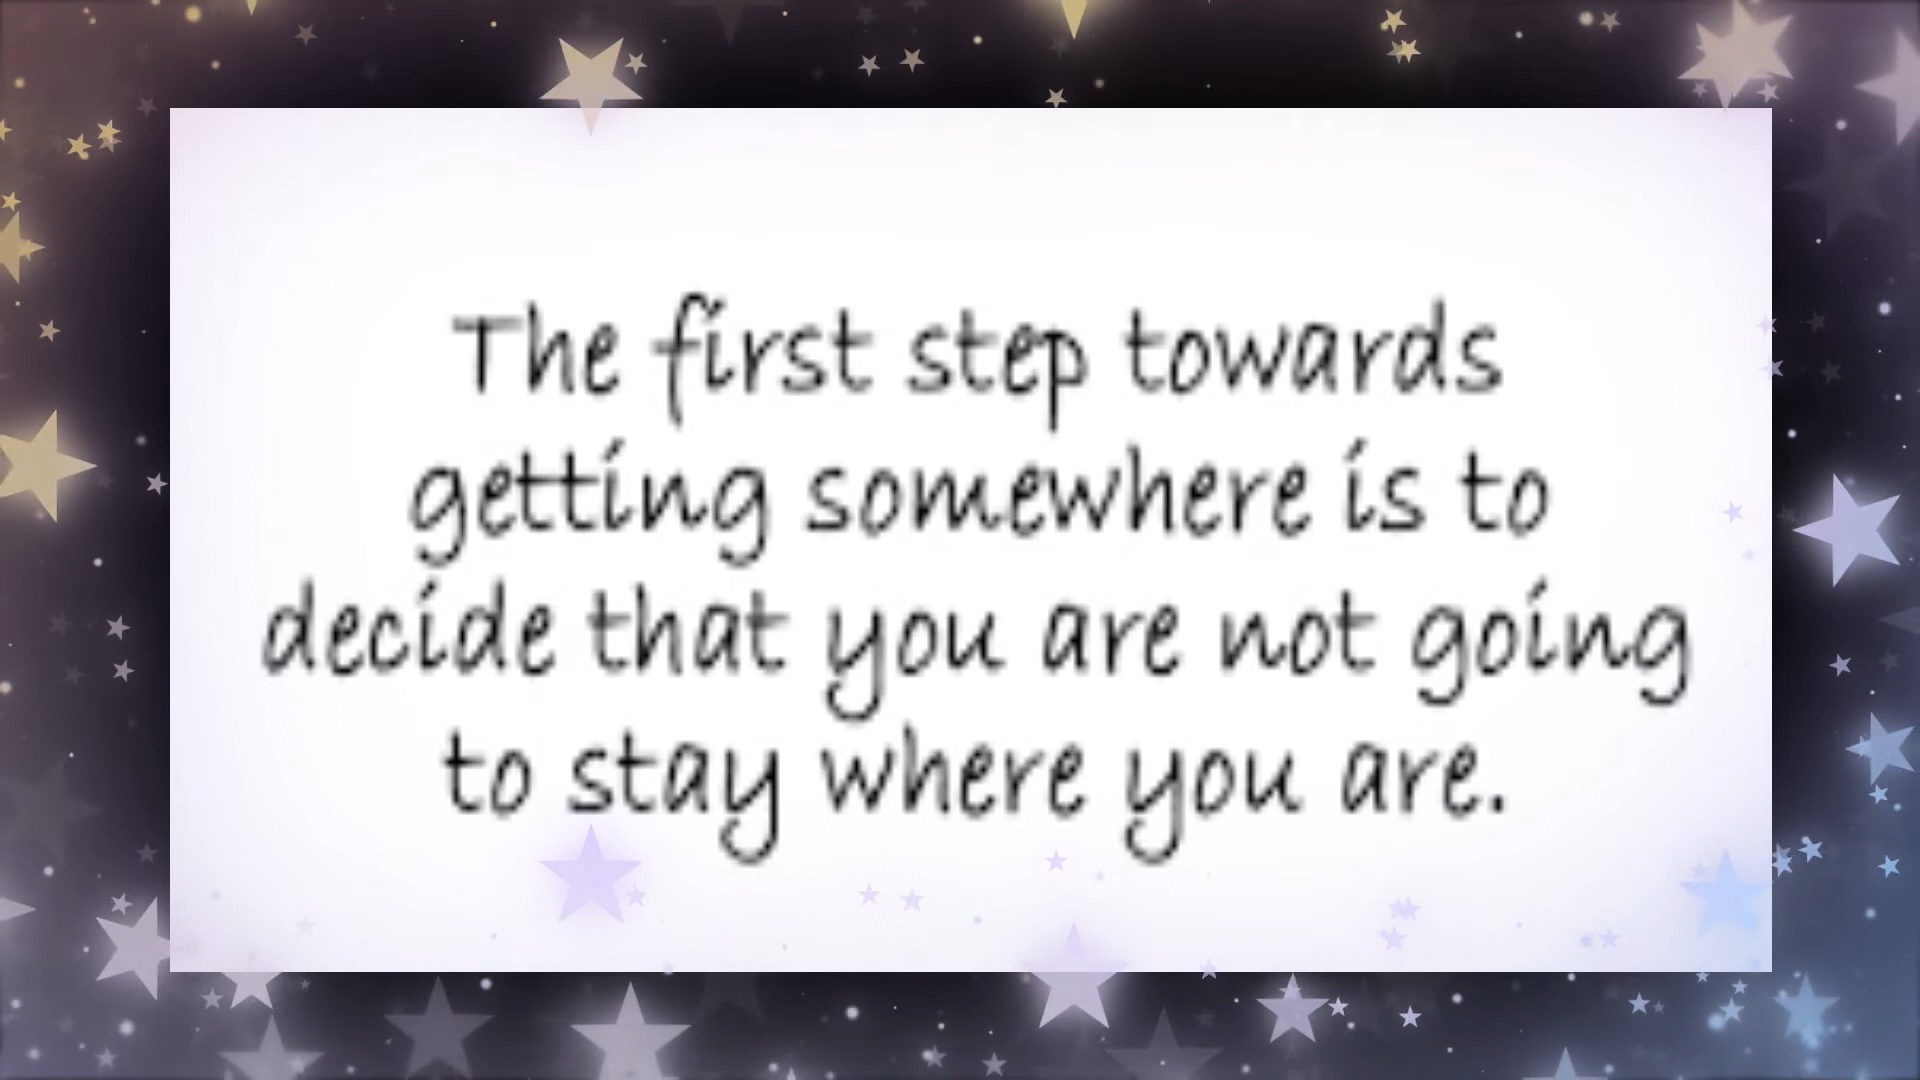 The first step towards
getting somewhere is to
decide that you are not going
to stay where you are.